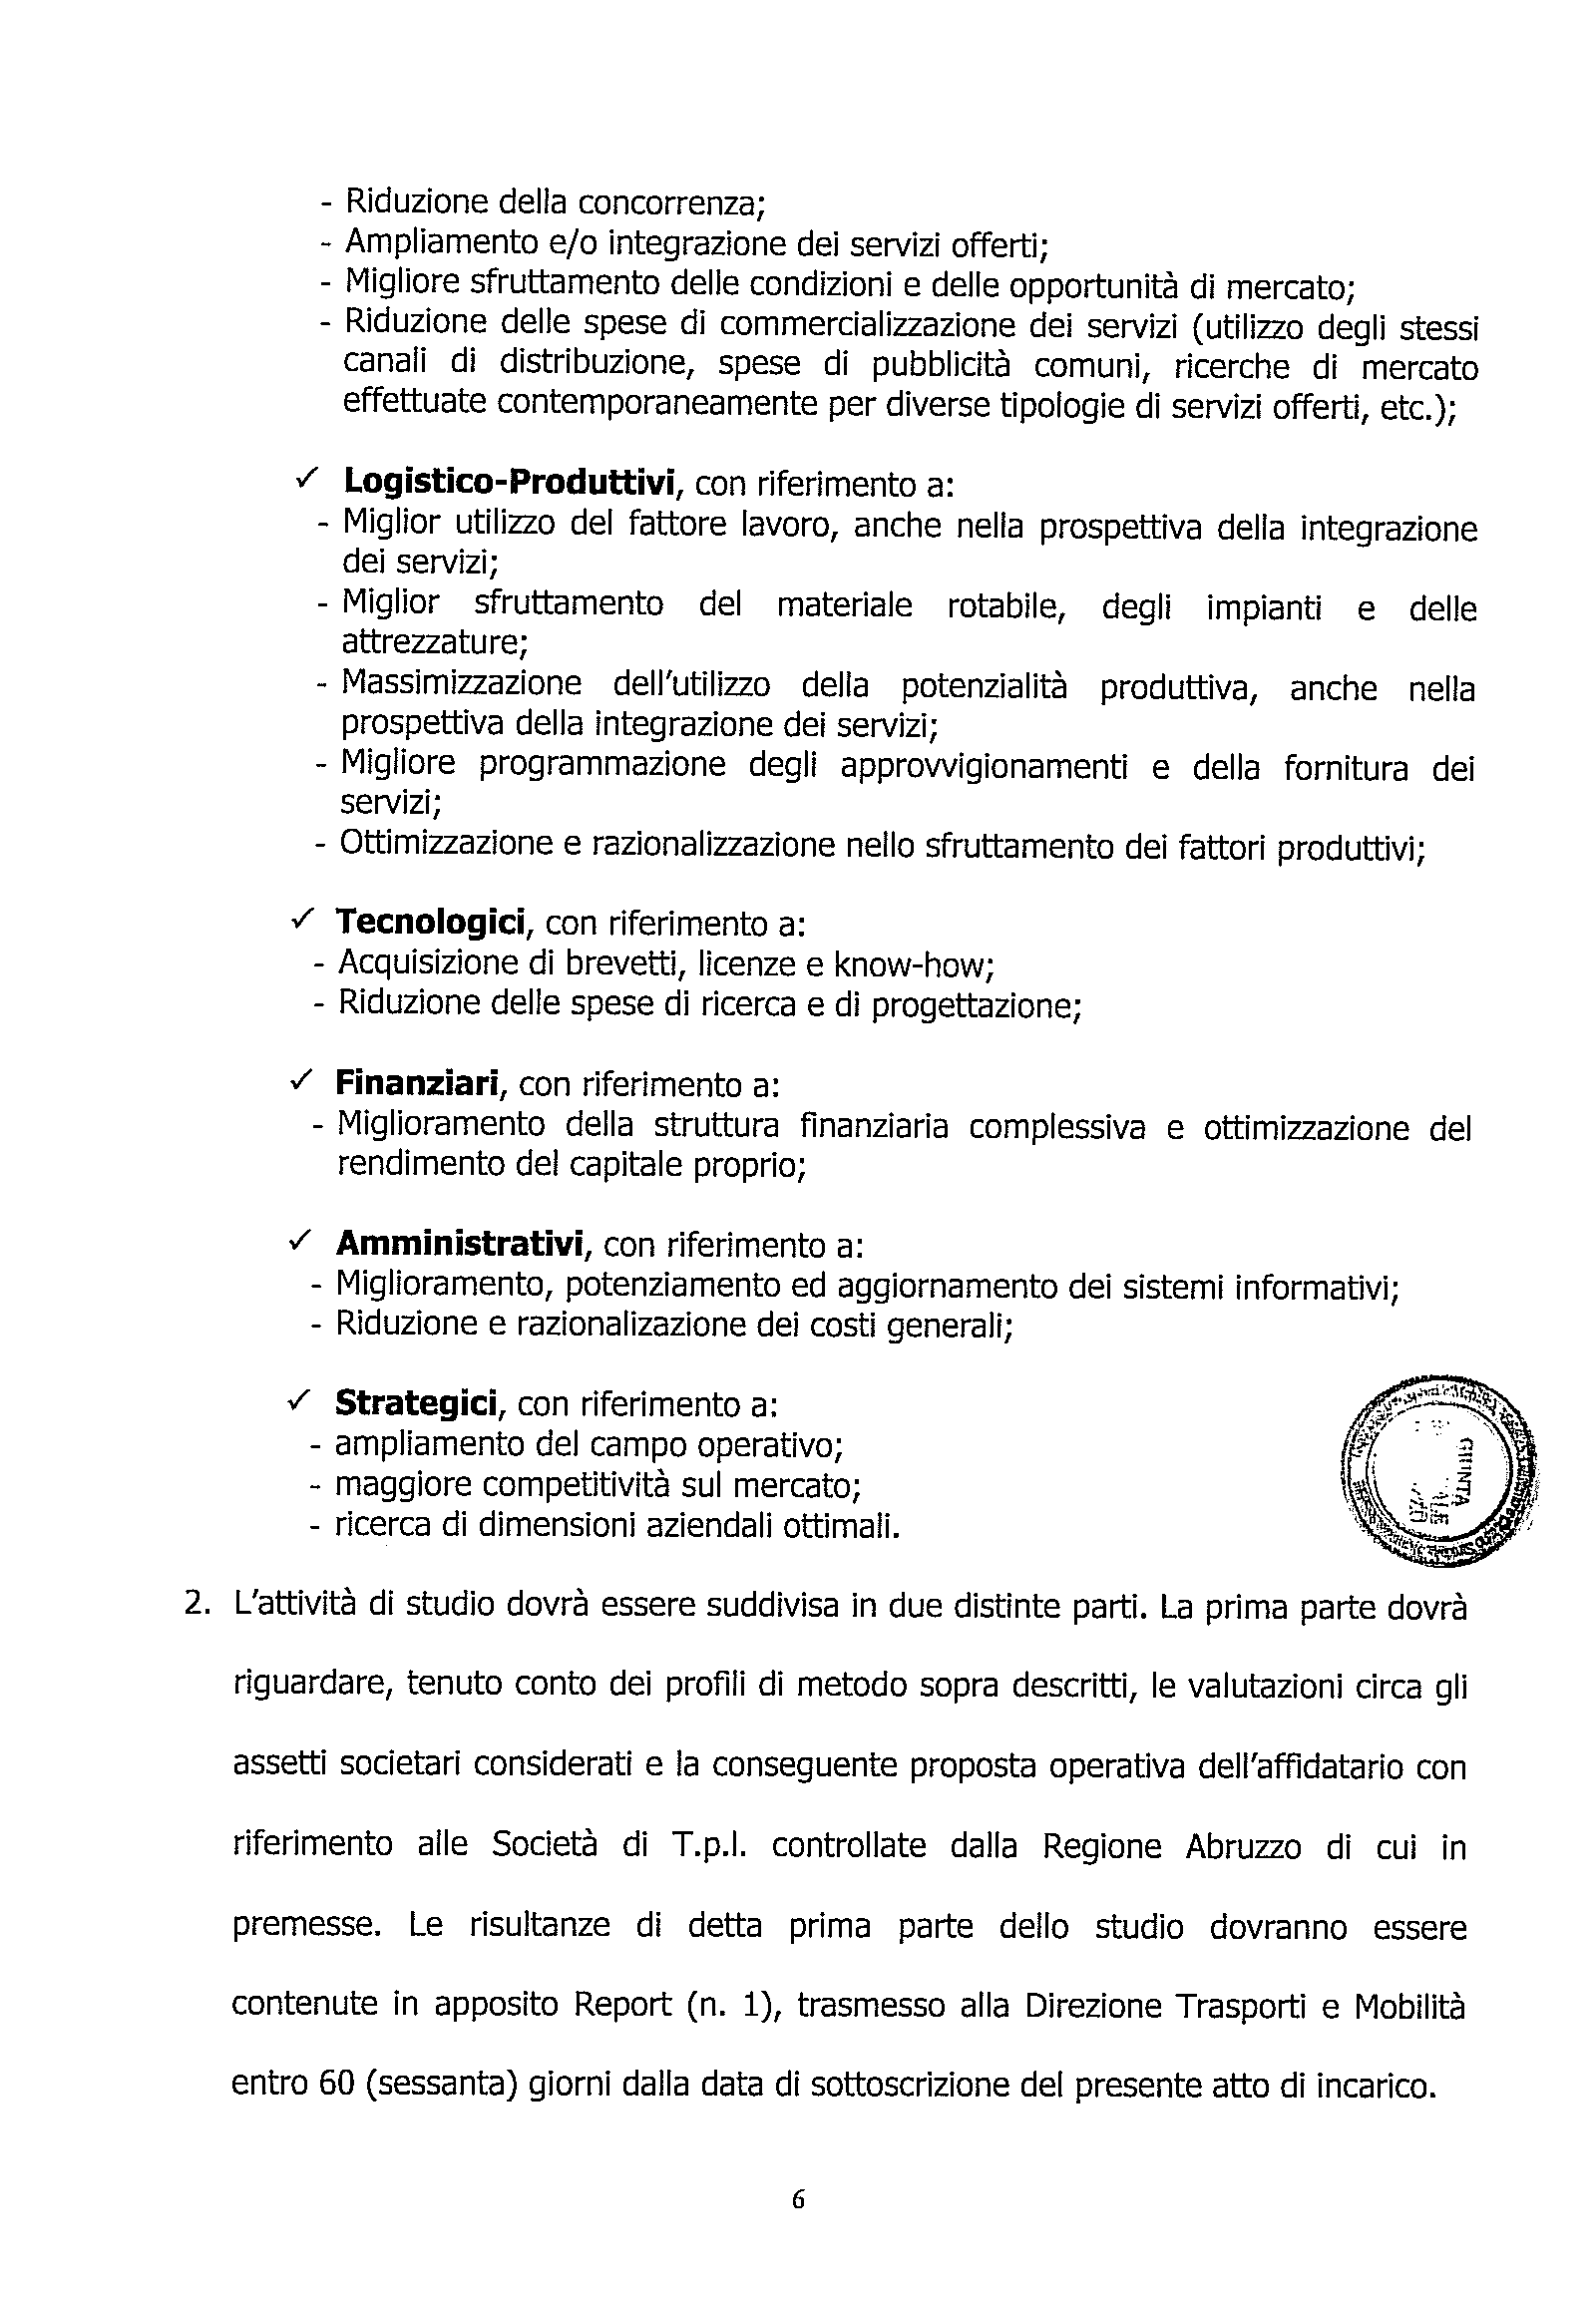 - Riduzione della concorrenza;
- Ampliamento e/o integrazione dei servizi offerti;
- Migliore sfruttamento delle condizioni e delle opportunità di mercato;
- Riduzione delle spese di commercializzazione dei servizi (utilizzo degli stessi
canali di distribuzione, spese di pubblicità comuni, ricerche di mercato
effettuate contemporaneamente per diverse tipologie di servizi offerti, etc.);
✓ Logistico-Produttivi, con riferimento a:
- Miglior utilizzo del fattore lavoro, anche nella prospettiva della integrazione
dei servizi;
- Miglior sfruttamento del materiale rotabile, degli impianti e delle
attrezzature;
- Massimizzazione dell'utilizzo della potenzialità produttiva, anche nella
prospettiva della integrazione dei servizi;
- Migliore programmazione degli approvvigionamenti e della fornitura dei
servizi;
- Ottimizzazione e razionalizzazione nello sfruttamento dei fattori produttivi;
✓ Tecnologici, con riferimento a:
- Acquisizione di brevetti, licenze e know-how;
- Riduzione delle spese di ricerca e di progettazione;
✓ Finanziari, con riferimento a:
- Miglioramento della struttura finanziaria complessiva e ottimizzazione del
rendimento del capitale proprio;
✓ Amministrativi, con riferimento a:
- Miglioramento, potenziamento ed aggiornamento dei sistemi informativi;
- Riduzione e razionalizazione dei costi generali;
✓ Strategici, con riferimento a:
- ampliamento del campo operativo;
- maggiore competitività sul mercato;
- ricerca di dimensioni aziendali ottimali.
GIUNTA
2. L'attività di studio dovrà essere suddivisa in due distinte parti. La prima parte dovrà
riguardare, tenuto conto dei profili di metodo sopra descritti, le valutazioni circa gli
assetti societari considerati e la conseguente proposta operativa dell'affidatario con
riferimento alle Società di T.p.l. controllate dalla Regione Abruzzo di cui in
premesse. Le risultanze di detta prima parte dello studio dovranno essere
contenute in apposito Report (n. 1), trasmesso alla Direzione Trasporti e Mobilità
entro 60 (sessanta) giorni dalla data di sottoscrizione del presente atto di incarico.
6